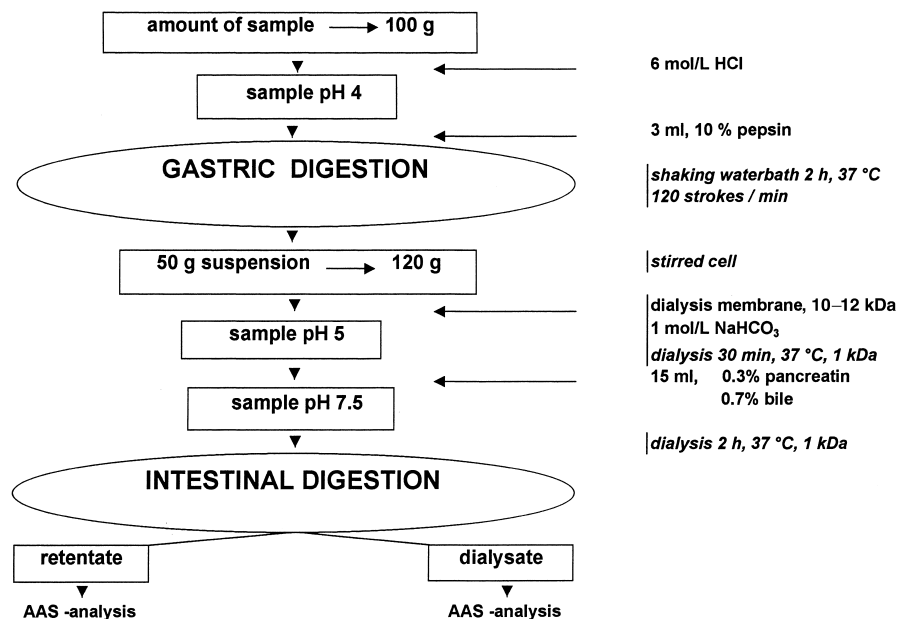 amount of sample → 100 g
6 mol/L HCl
sample pH 4
3 ml, 10 % pepsin
GASTRIC DIGESTION
shaking waterbath 2 h, 37 °C
120 strokes / min
50 g suspension → 120 g
stirred cell
dialysis membrane, 10–12 kDa
sample pH 5
1 mol/L NaHCO₃
dialysis 30 min, 37 °C, 1 kDa
15 ml, 0.3% pancreatin
0.7% bile
sample pH 7.5
dialysis 2 h, 37 °C, 1 kDa
INTESTINAL DIGESTION
retentate
dialysate
AAS -analysis
AAS -analysis